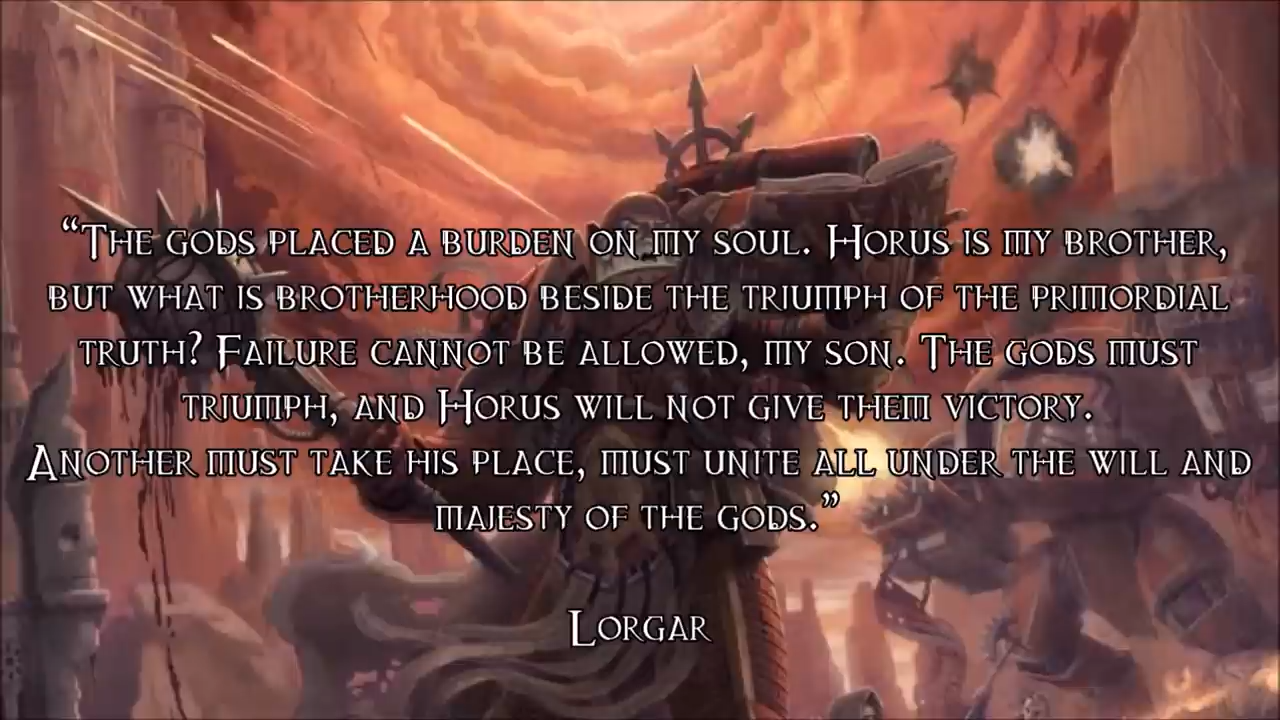 “The gods placed a burden on my soul. Horus is my brother,
but what is brotherhood beside the triumph of the primordial
truth? Failure cannot be allowed, my son. The gods must
triumph, and Horus will not give them victory.
Another must take his place, must unite all under the will and
majesty of the gods.”
Lorgar